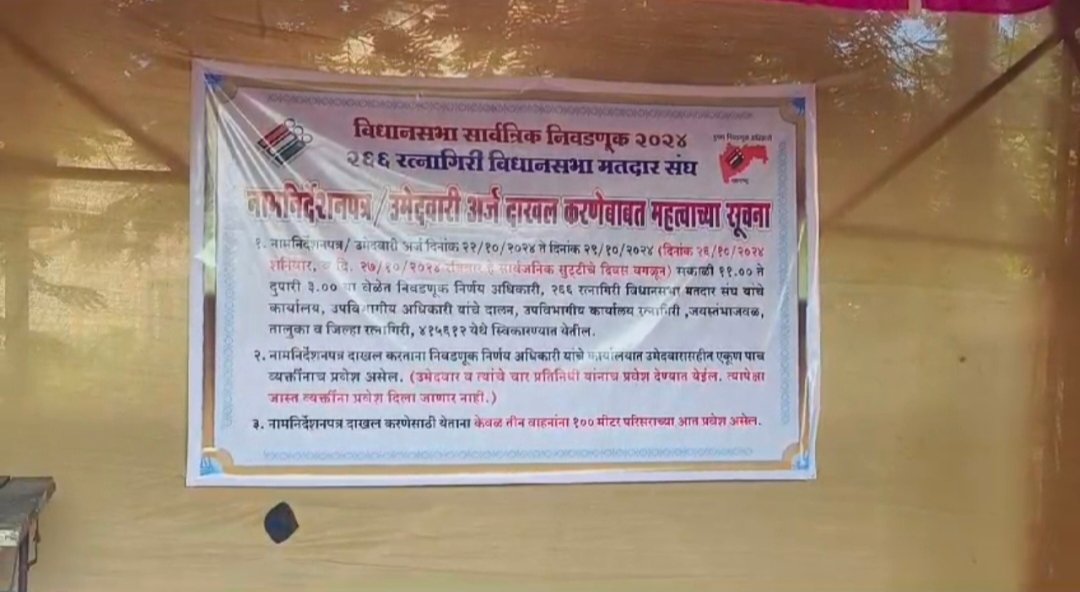 विधानसभा सार्वत्रिक निवडणूक २०२४
२६६ रत्नागिरी विधानसभा मतदार संघ
नामनिर्देशनपत्र/उमेदवारी अर्ज दाखल करणेबाबत महत्वाच्या सूचना
१. नामनिर्देशनपत्र/ उमेदवारी अर्ज दिनांक २२/१०/२०२४ ते दिनांक २९/१०/२०२४ (दिनांक २६/१०/२०२४
शनिवार, व दि. २७/१०/२०२४ रविवार हे सार्वजनिक सुट्टीचे दिवस वगळून) सकाळी ११.०० ते
दुपारी ३.०० या वेळेत निवडणूक निर्णय अधिकारी, २६६ रत्नागिरी विधानसभा मतदार संघ यांचे
कार्यालय, उपविभागीय अधिकारी यांचे दालन, उपविभागीय कार्यालय रत्नागिरी ,जयस्तंभाजवळ,
तालुका व जिल्हा रत्नागिरी, ४१५६१२ येथे स्विकारण्यात येतील.
२. नामनिर्देशनपत्र दाखल करताना निवडणूक निर्णय अधिकारी यांचे कार्यालयात उमेदवारासहीत एकूण पाच
व्यक्तींनाच प्रवेश असेल. (उमेदवार व त्यांचे चार प्रतिनिधी यांनाच प्रवेश देण्यात येईल. त्यापेक्षा
जास्त व्यक्तींना प्रवेश दिला जाणार नाही.)
३. नामनिर्देशनपत्र दाखल करणेसाठी येताना केवळ तीन वाहनांना १०० मीटर परिसराच्या आत प्रवेश असेल.